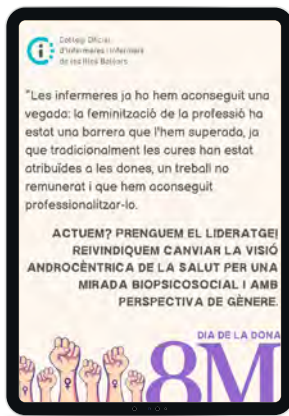 Col·legi Oficial
d'Infermeres i Infermers
de les Illes Balears
"Les infermeres ja ho hem aconseguit una
vegada: la feminització de la professió ha
estat una barrera que l'hem superada, ja
que tradicionalment les cures han estat
atribuïdes a les dones, un treball no
remunerat i que hem aconseguit
professionalitzar-lo.
ACTUEM? PRENGUEM EL LIDERATGE!
REIVINDIQUEM CANVIAR LA VISIÓ
ANDROCÈNTRICA DE LA SALUT PER UNA
MIRADA BIOPSICOSOCIAL I AMB
PERSPECTIVA DE GÈNERE.
DIA DE LA DONA
8M